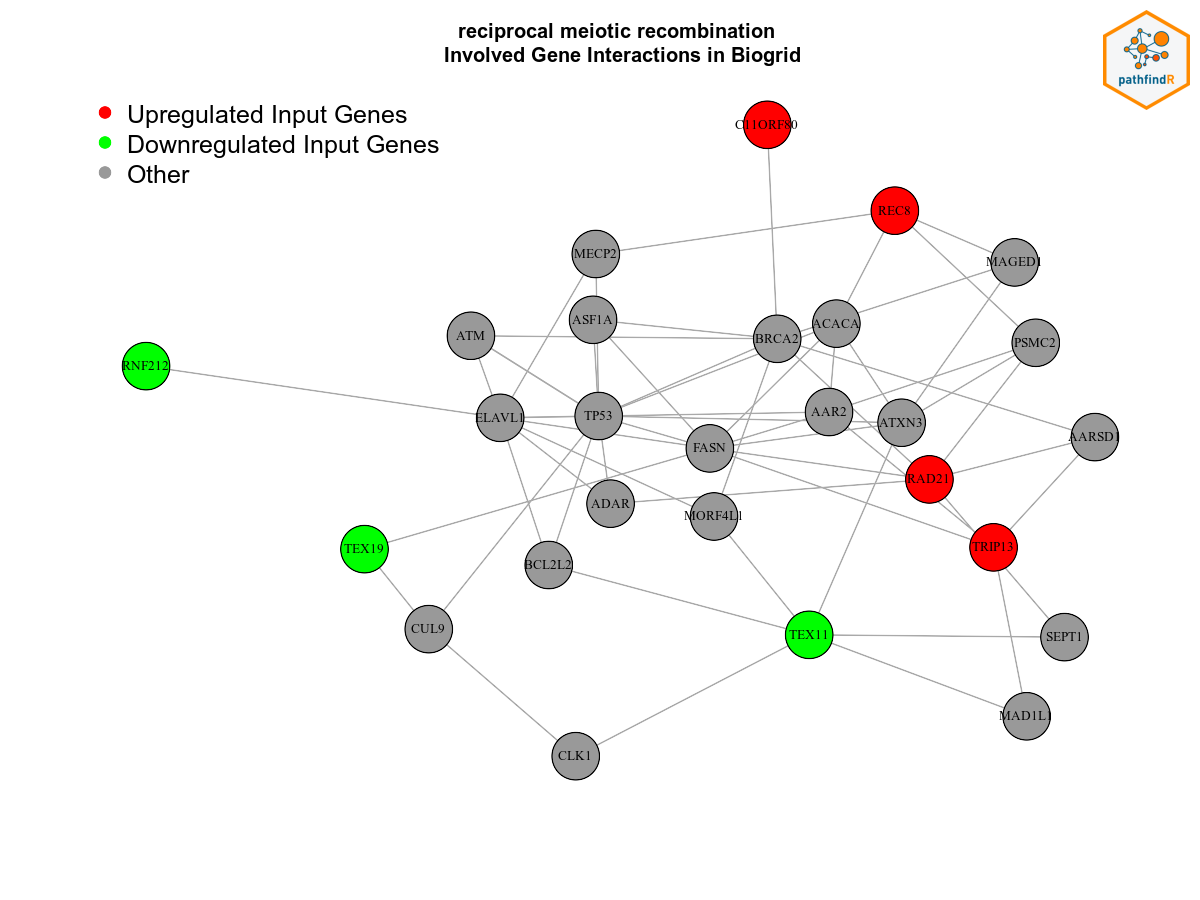 reciprocal meiotic recombination
Involved Gene Interactions in Biogrid
pathfindR
Upregulated Input Genes
Downregulated Input Genes
Other
C11ORF80
REC8
MECP2
MAGED1
ASF1A
ACACA
ATM
BRCA2
PSMC2
RNF212
ELAVL1
TP53
AAR2
ATXN3
AARSD1
FASN
RAD21
ADAR
MORF4L1
TEX19
TRIP13
BCL2L2
CUL9
TEX11
SEPT1
MAD1L1
CLK1